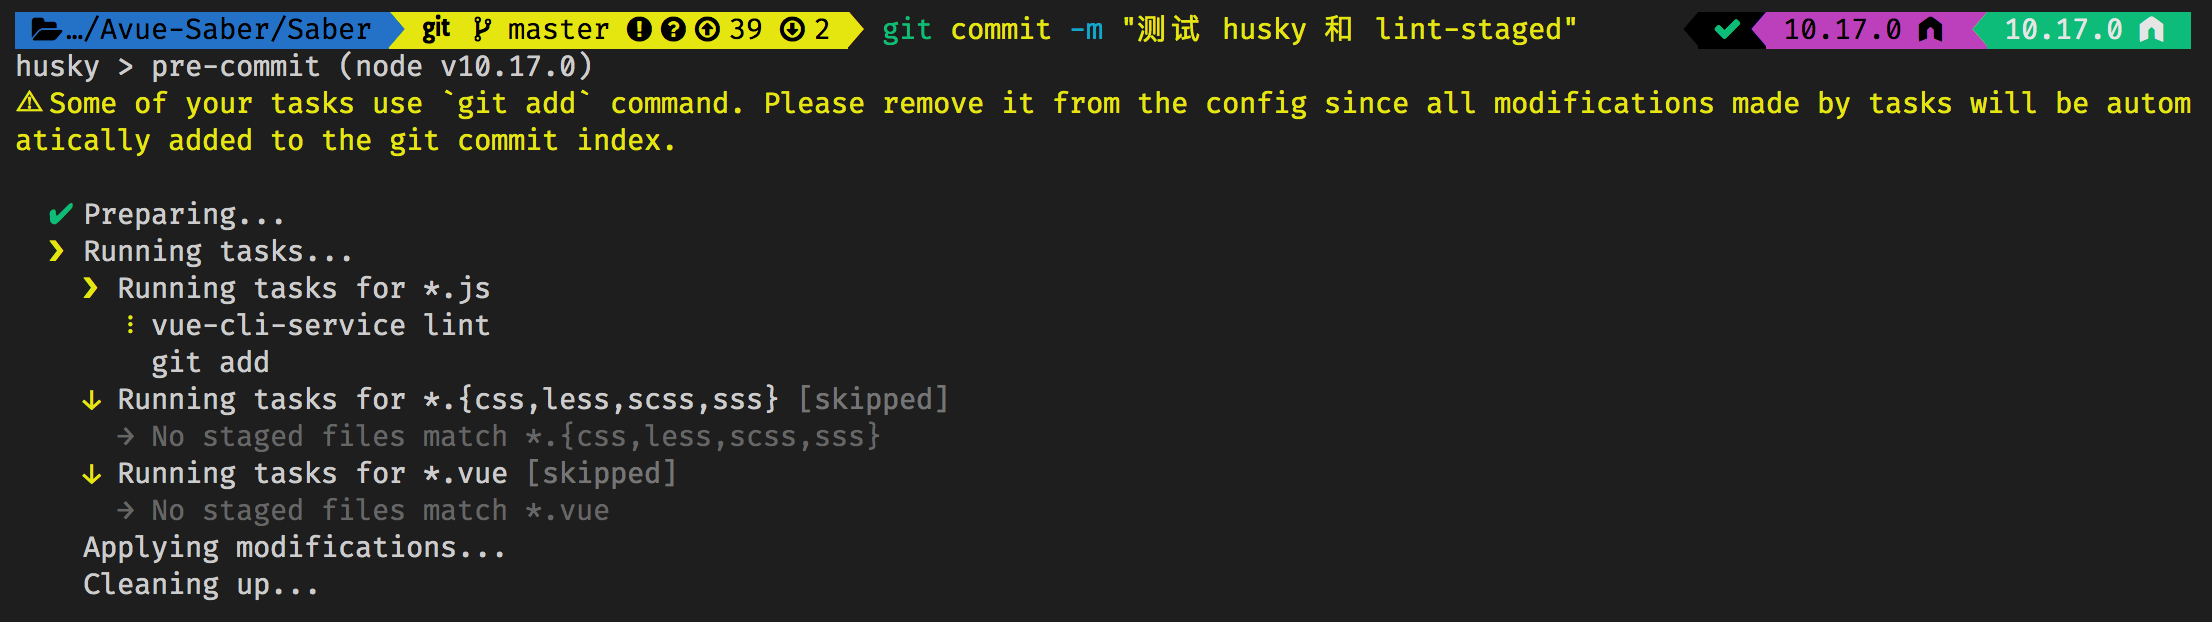 …/Avue-Saber/Saber git master 39 2 git commit -m "测试 husky 和 lint-staged" ✔ 10.17.0 10.17.0
husky > pre-commit (node v10.17.0)
⚠Some of your tasks use `git add` command. Please remove it from the config since all modifications made by tasks will be autom
atically added to the git commit index.
✔ Preparing...
❯ Running tasks...
❯ Running tasks for *.js
⠸ vue-cli-service lint
git add
↓ Running tasks for *.{css,less,scss,sss} [skipped]
→ No staged files match *.{css,less,scss,sss}
↓ Running tasks for *.vue [skipped]
→ No staged files match *.vue
Applying modifications...
Cleaning up...